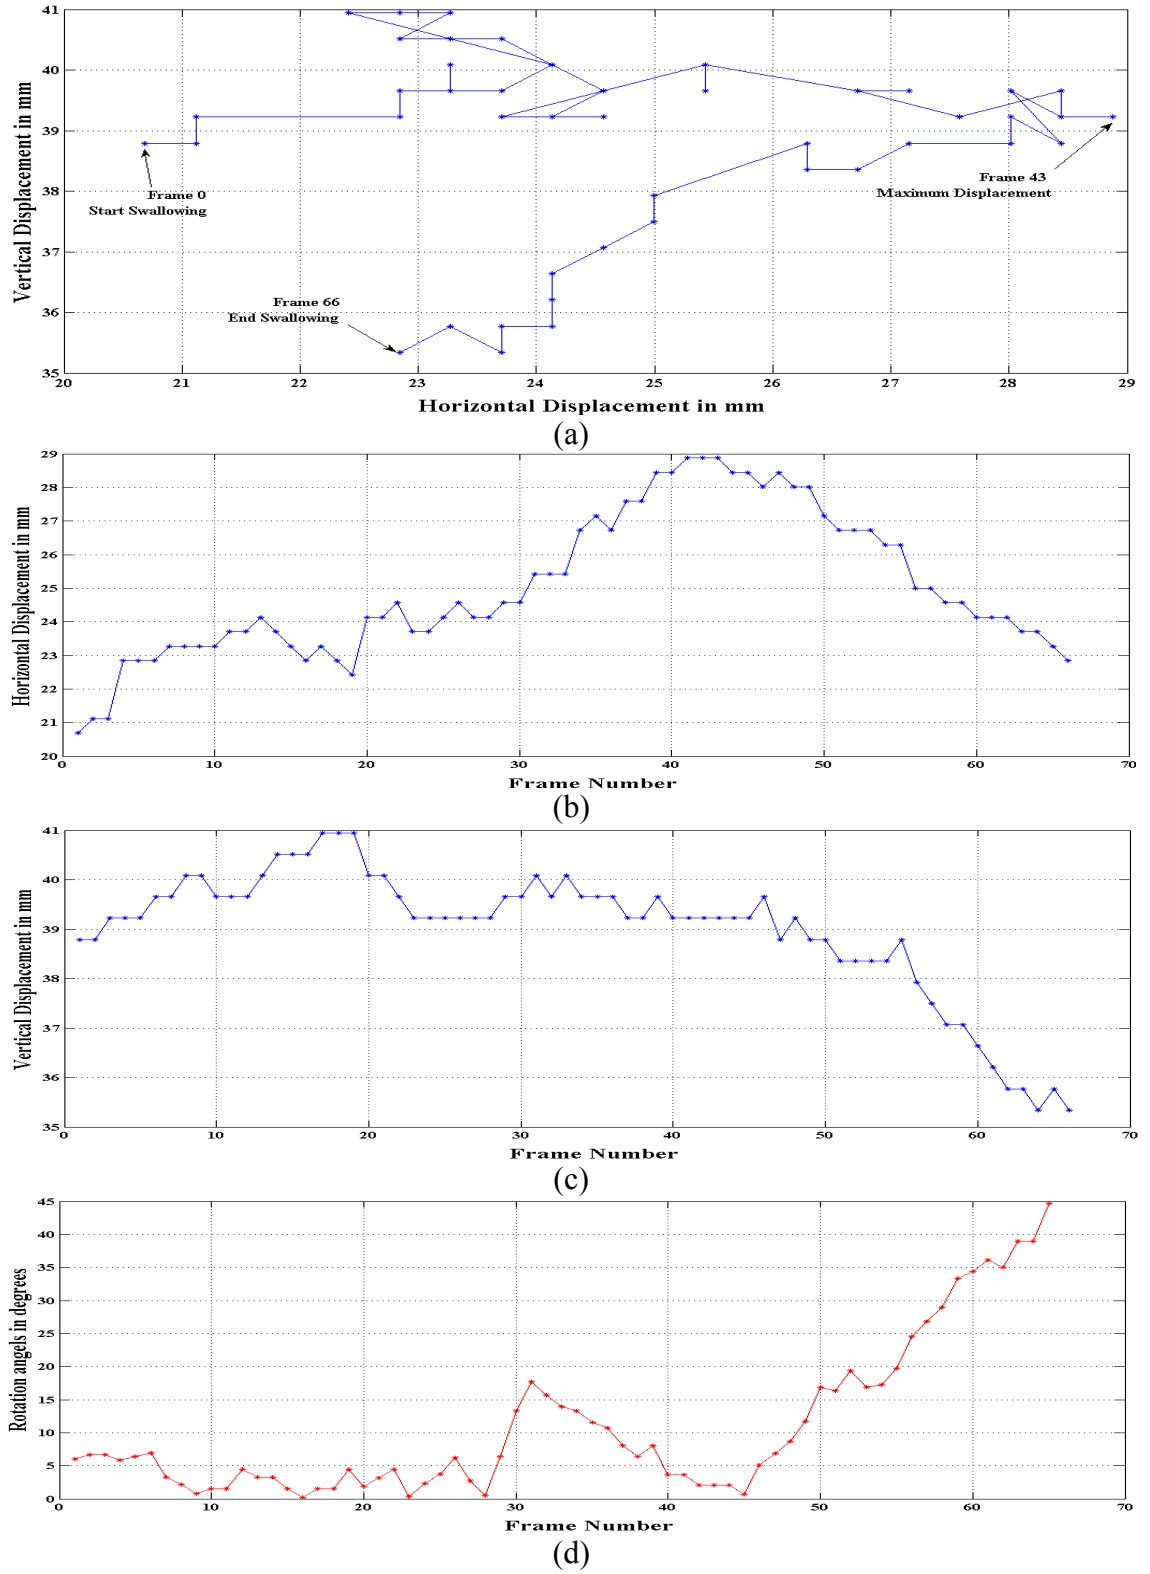 41
40
39
38
37
36
35
Vertical Displacement in mm
Frame 0
Start Swallowing
Frame 43
Maximum Displacement
Frame 66
End Swallowing
20 21 22 23 24 25 26 27 28 29
Horizontal Displacement in mm
(a)
29
28
27
26
25
24
23
22
21
20
Horizontal Displacement in mm
0 10 20 30 40 50 60 70
Frame Number
(b)
41
40
39
38
37
36
35
Vertical Displacement in mm
0 10 20 30 40 50 60 70
Frame Number
(c)
45
40
35
30
25
20
15
10
5
0
Rotation angels in degrees
0 10 20 30 40 50 60 70
Frame Number
(d)